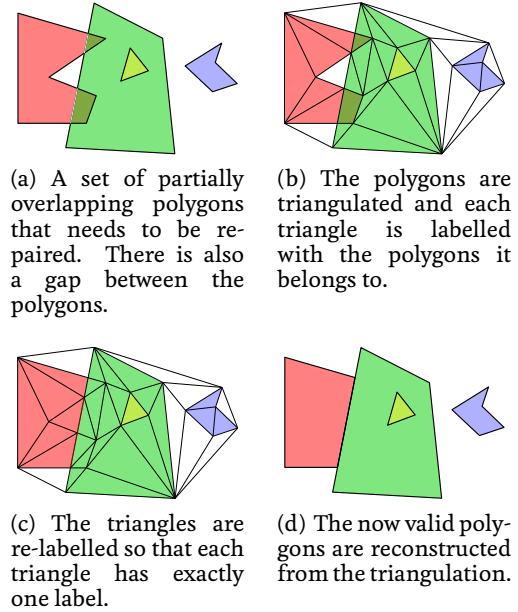 (a) A set of partially
overlapping polygons
that needs to be re-
paired. There is also
a gap between the
polygons.
(b) The polygons are
triangulated and each
triangle is labelled
with the polygons it
belongs to.
(c) The triangles are
re-labelled so that each
triangle has exactly
one label.
(d) The now valid poly-
gons are reconstructed
from the triangulation.